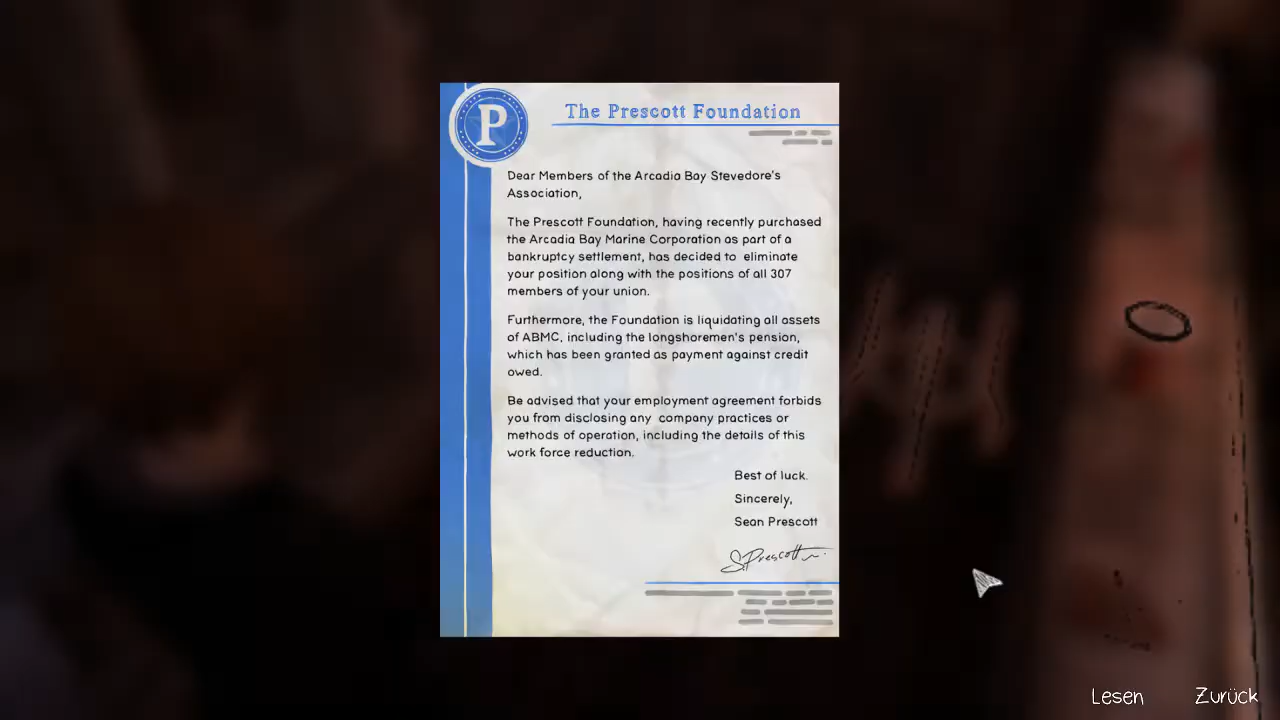 P
The Prescott Foundation
Dear Members of the Arcadia Bay Stevedore's
Association,
The Prescott Foundation, having recently purchased
the Arcadia Bay Marine Corporation as part of a
bankruptcy settlement, has decided to  eliminate
your position along with the positions of all 307
members of your union.
Furthermore, the Foundation is liquidating all assets
of ABMC, including the longshoremen's pension,
which has been granted as payment against credit
owed.
Be advised that your employment agreement forbids
you from disclosing any  company practices or
methods of operation, including the details of this
work force reduction.
Best of luck.
Sincerely,
Sean Prescott
S.Prescott
Lesen Zurück